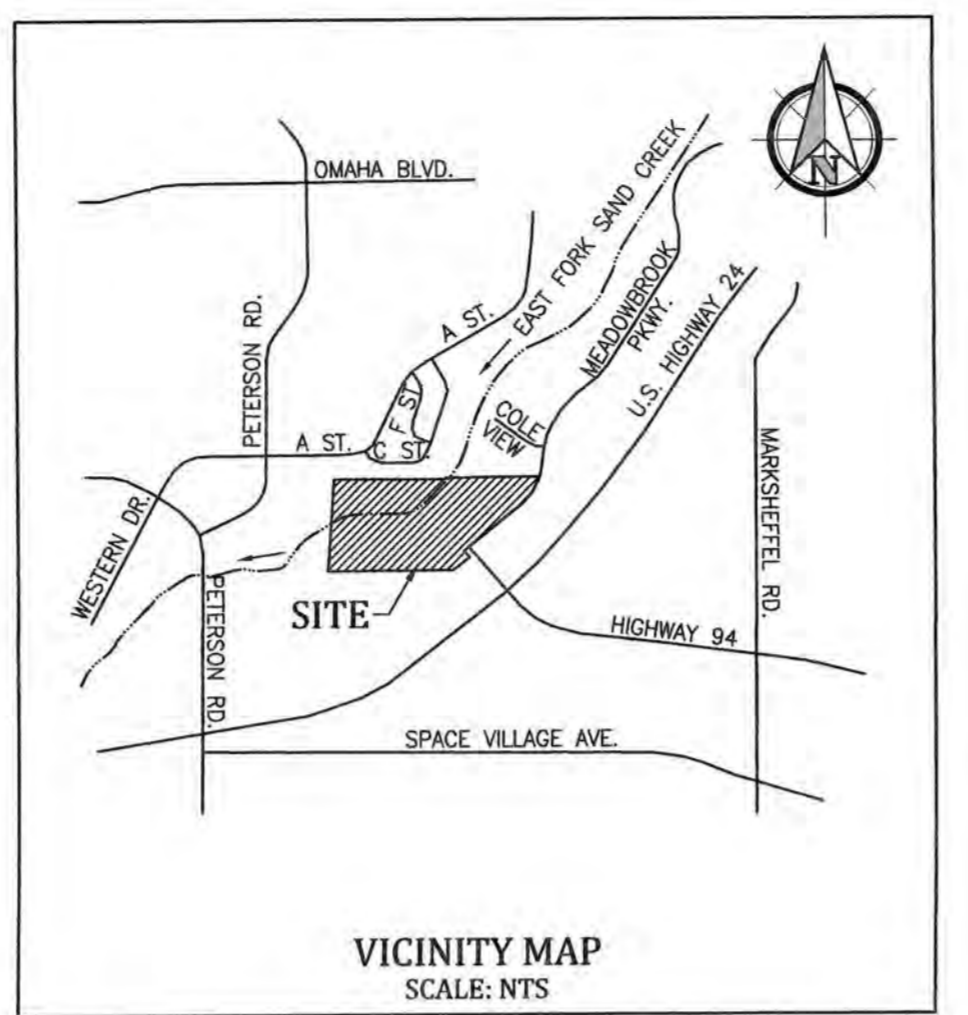 OMAHA BLVD.
EAST FORK SAND CREEK
N
PETERSON RD.
A ST.
MEADOWBROOK
PKWY.
U.S. HIGHWAY 24
F ST.
COLE
VIEW
A ST.
C ST.
MARKSHEFFEL RD.
WESTERN DR.
PETERSON RD.
SITE
HIGHWAY 94
SPACE VILLAGE AVE.
VICINITY MAP
SCALE: NTS